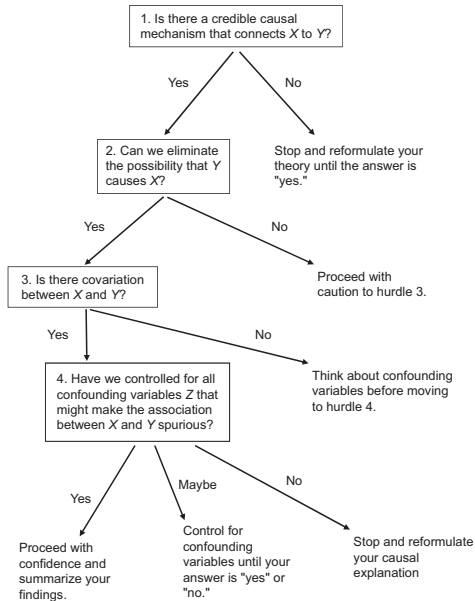 1. Is there a credible causal
mechanism that connects X to Y?
Yes
No
2. Can we eliminate
the possibility that Y
causes X?
Stop and reformulate your
theory until the answer is
"yes."
Yes
No
3. Is there covariation
between X and Y?
Proceed with
caution to hurdle 3.
Yes
No
4. Have we controlled for all
confounding variables Z that
might make the association
between X and Y spurious?
Think about confounding
variables before moving
to hurdle 4.
Yes
Maybe
No
Proceed with
confidence and
summarize your
findings.
Control for
confounding
variables until your
answer is "yes" or
"no."
Stop and reformulate
your causal
explanation